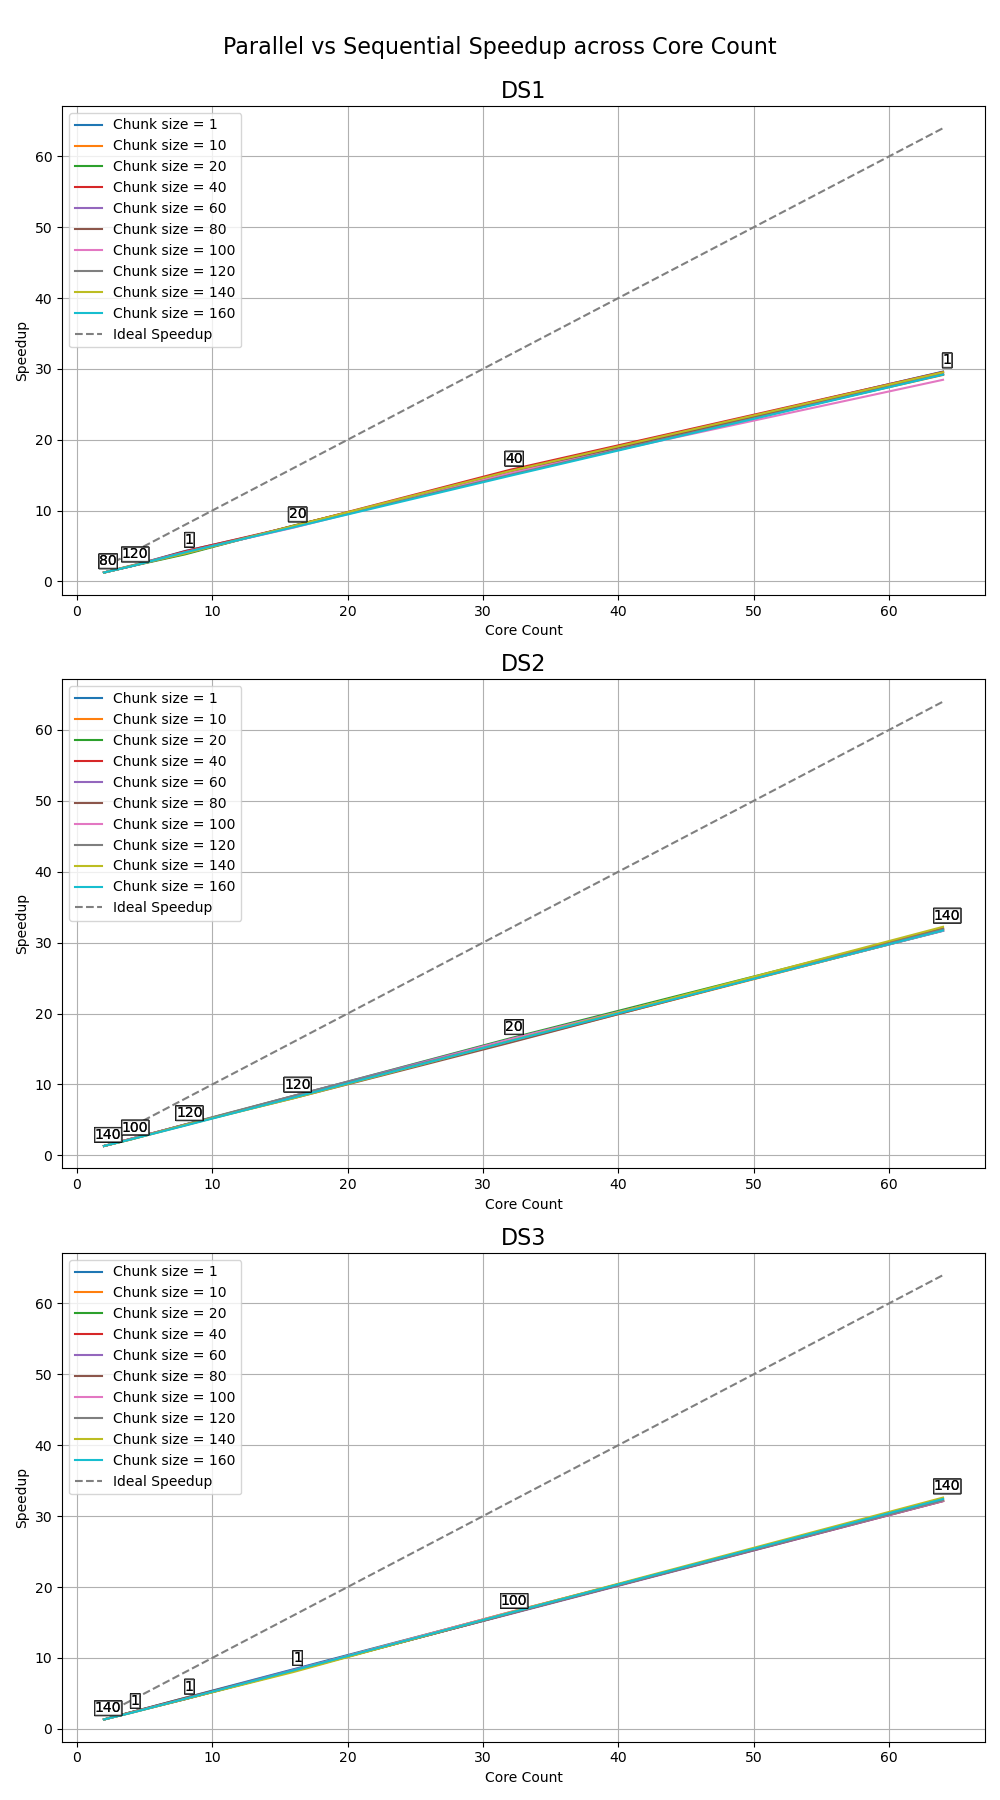 Parallel vs Sequential Speedup across Core Count
DS1
Chunk size = 1
Chunk size = 10
Chunk size = 20
Chunk size = 40
Chunk size = 60
Chunk size = 80
Chunk size = 100
Chunk size = 120
Chunk size = 140
Chunk size = 160
Ideal Speedup
60
50
40
30
20
10
0
Speedup
80
120
1
20
40
1
0 10 20 30 40 50 60
Core Count
DS2
Chunk size = 1
Chunk size = 10
Chunk size = 20
Chunk size = 40
Chunk size = 60
Chunk size = 80
Chunk size = 100
Chunk size = 120
Chunk size = 140
Chunk size = 160
Ideal Speedup
60
50
40
30
20
10
0
Speedup
140
100
120
120
20
140
0 10 20 30 40 50 60
Core Count
DS3
Chunk size = 1
Chunk size = 10
Chunk size = 20
Chunk size = 40
Chunk size = 60
Chunk size = 80
Chunk size = 100
Chunk size = 120
Chunk size = 140
Chunk size = 160
Ideal Speedup
60
50
40
30
20
10
0
Speedup
140
1
1
1
100
140
0 10 20 30 40 50 60
Core Count